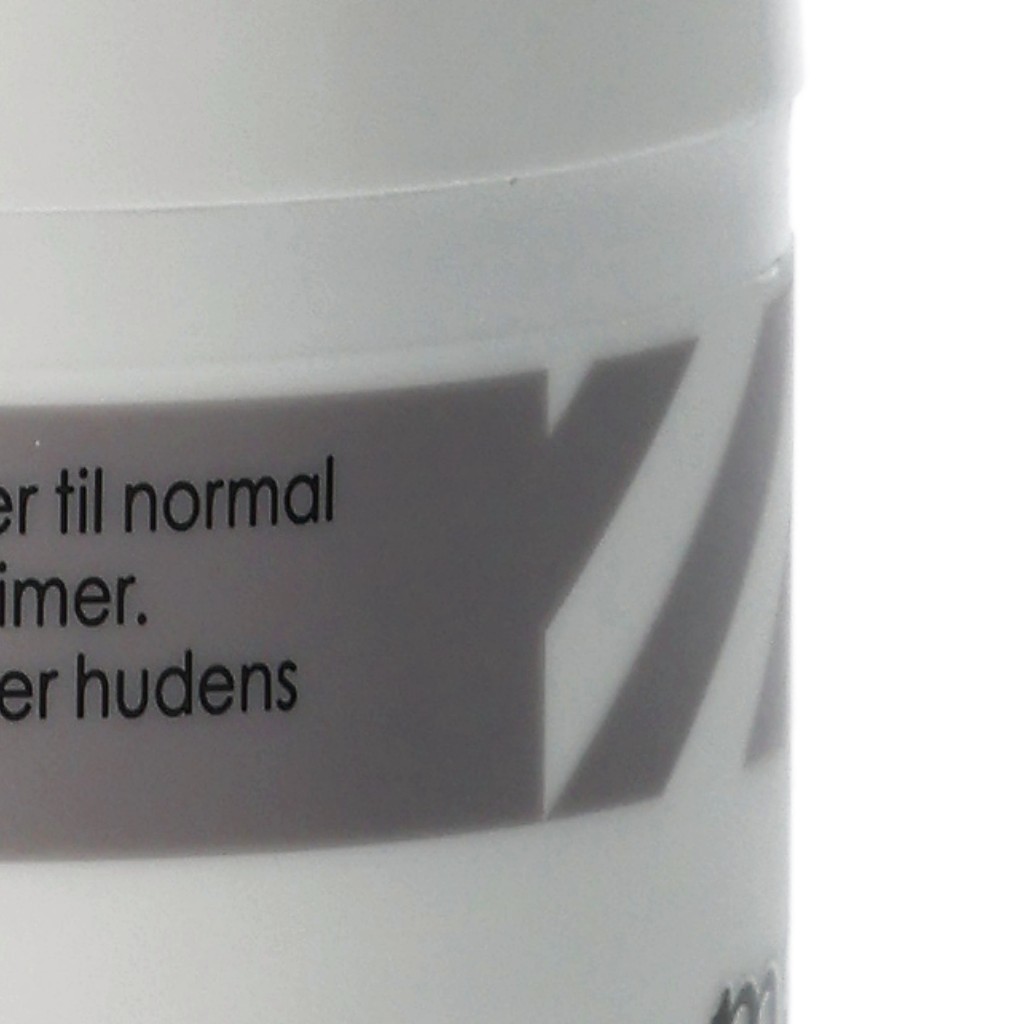 er til normal
imer.
er hudens
m